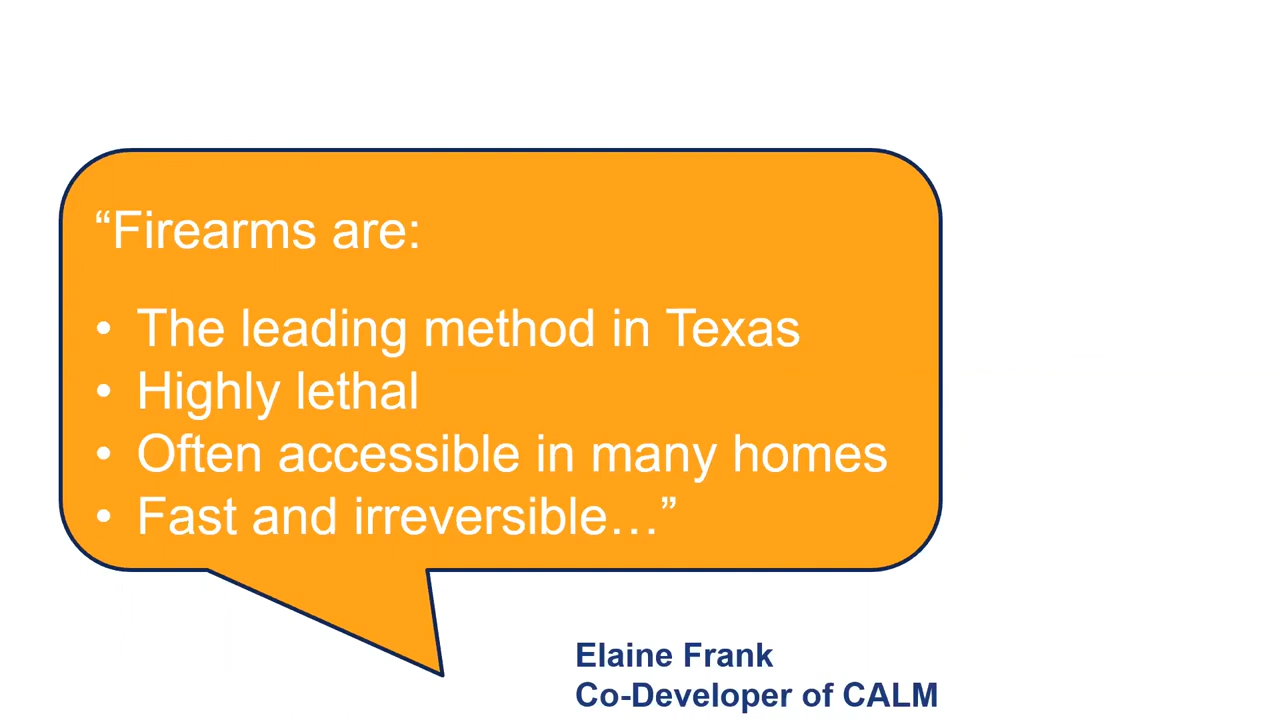 “Firearms are:
• The leading method in Texas
• Highly lethal
• Often accessible in many homes
• Fast and irreversible…”
Elaine Frank
Co-Developer of CALM